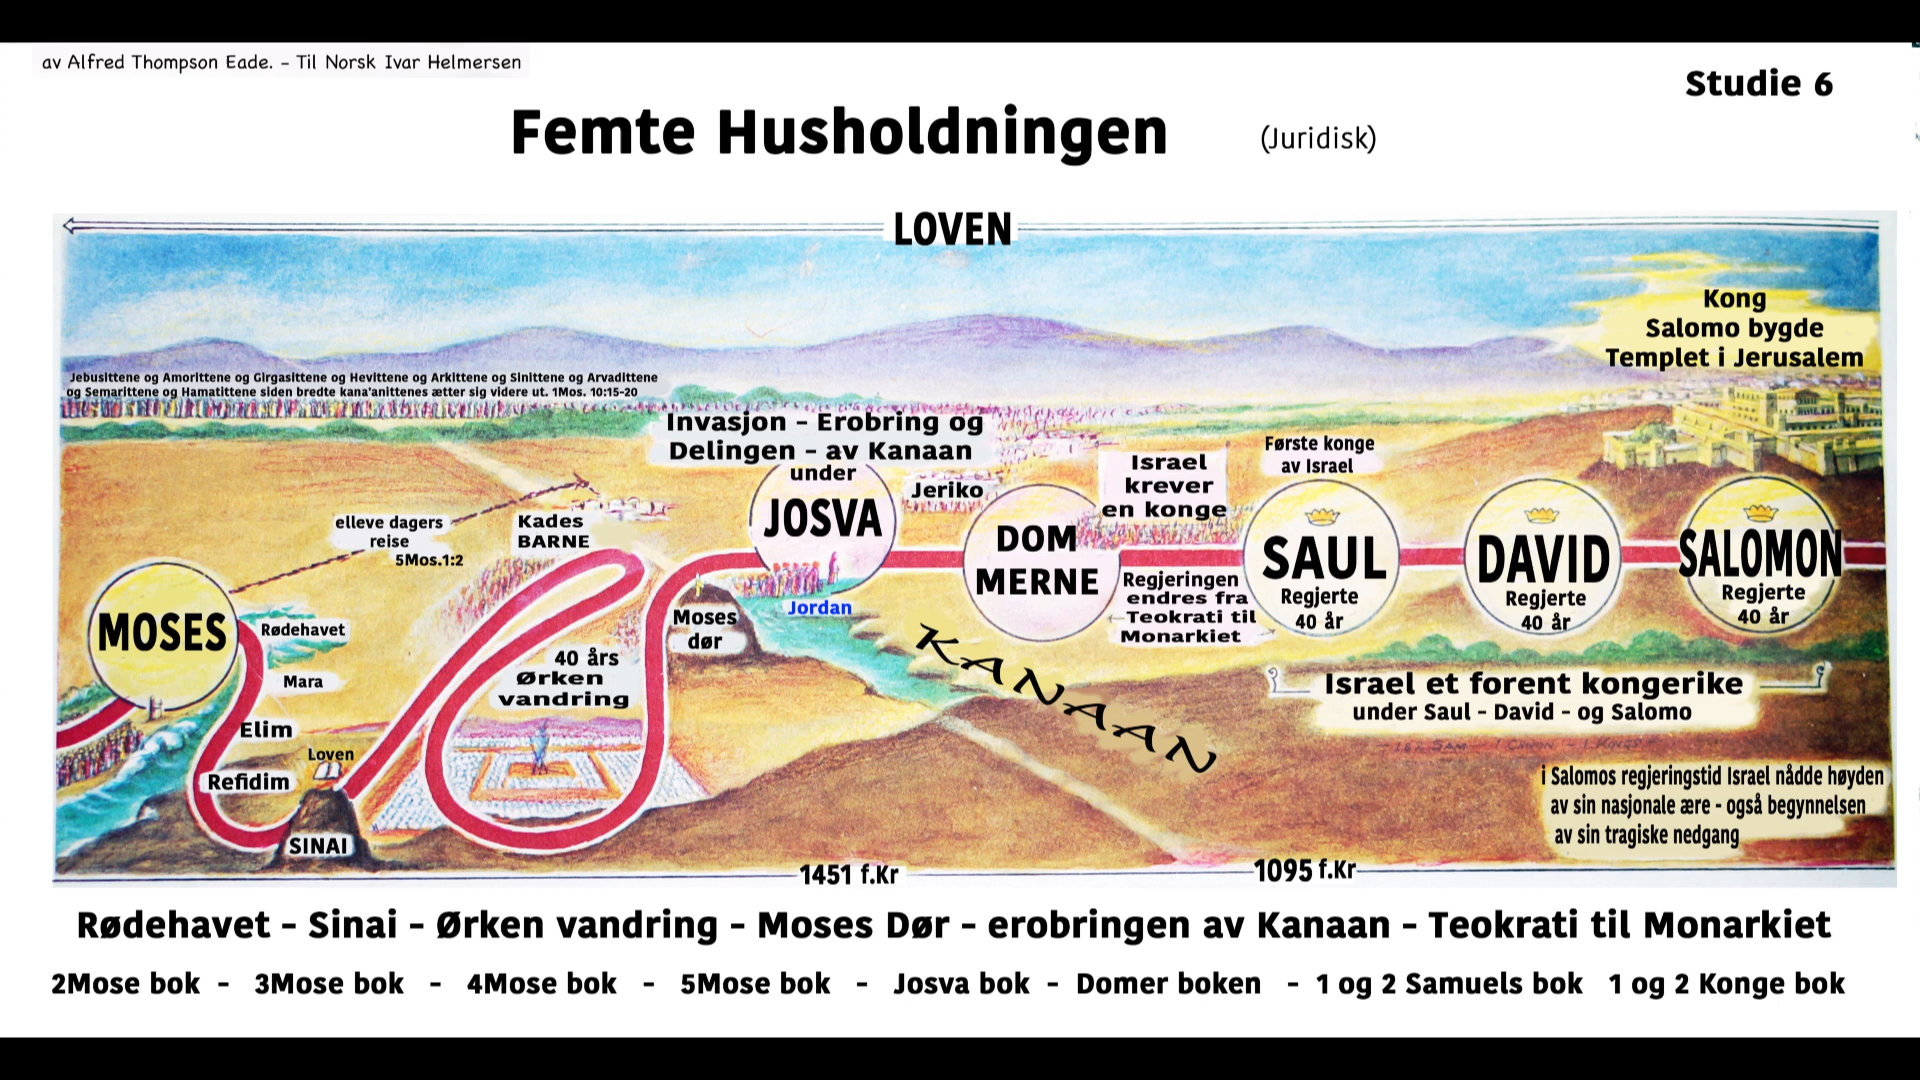 av Alfred Thompson Eade. - Til Norsk Ivar Helmersen
Studie 6
Femte Husholdningen
(Juridisk)
LOVEN
Kong
Salomo bygde
Templet i Jerusalem
Jebusittene og Amorittene og Girgasittene og Hevittene og Arkittene og Sinittene og Arvadittene
og Semarittene og Hamatittene siden bredte kana'anittenes ætter sig videre ut. 1Mos. 10:15-20
Invasjon - Erobring og
Delingen - av Kanaan
under
JOSVA
Jeriko
Israel
krever
en konge
Første konge
av Israel
elleve dagers
reise
5Mos.1:2
Kades
BARNE
DOM
MERNE
SAUL
Regjerte
40 år
DAVID
Regjerte
40 år
SALOMON
Regjerte
40 år
Regjeringen
endres fra
Teokrati til
Monarkiet
MOSES
Rødehavet
Mara
Elim
Refidim
Loven
SINAI
40 års
Ørken
vandring
Moses
dør
Jordan
KANAAN
Israel et forent kongerike
under Saul - David - og Salomo
i Salomos regjeringstid Israel nådde høyden
av sin nasjonale ære - også begynnelsen
av sin tragiske nedgang
1451 f.Kr
1095 f.Kr
Rødehavet - Sinai - Ørken vandring - Moses Dør - erobringen av Kanaan - Teokrati til Monarkiet
2Mose bok - 3Mose bok - 4Mose bok - 5Mose bok - Josva bok - Domer boken - 1 og 2 Samuels bok 1 og 2 Konge bok